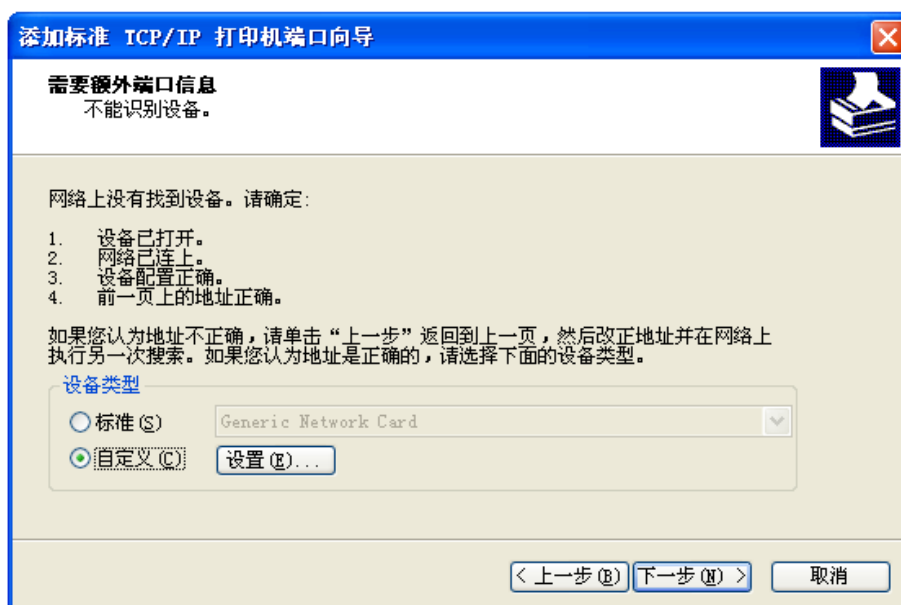 添加标准 TCP/IP 打印机端口向导
需要额外端口信息
不能识别设备。
网络上没有找到设备。请确定:
1. 设备已打开。
2. 网络已连上。
3. 设备配置正确。
4. 前一页上的地址正确。
如果您认为地址不正确，请单击“上一步”返回到上一页，然后改正地址并在网络上
执行另一次搜索。如果您认为地址是正确的，请选择下面的设备类型。
设备类型
标准(S) Generic Network Card
自定义(C) 设置(E)...
< 上一步(B) 下一步(N) > 取消